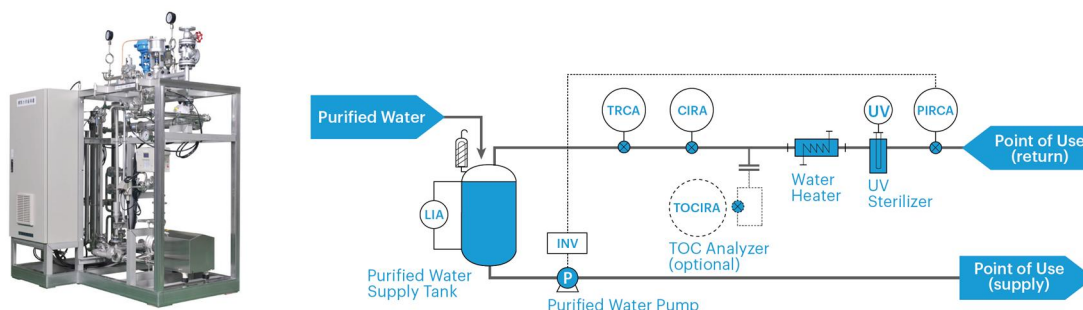 Purified Water
TRCA
CIRA
UV
PIRCA
Point of Use
(return)
Water
Heater
UV
Sterilizer
LIA
TOCIRA
TOC Analyzer
(optional)
INV
P
Purified Water
Supply Tank
Purified Water Pump
Point of Use
(supply)